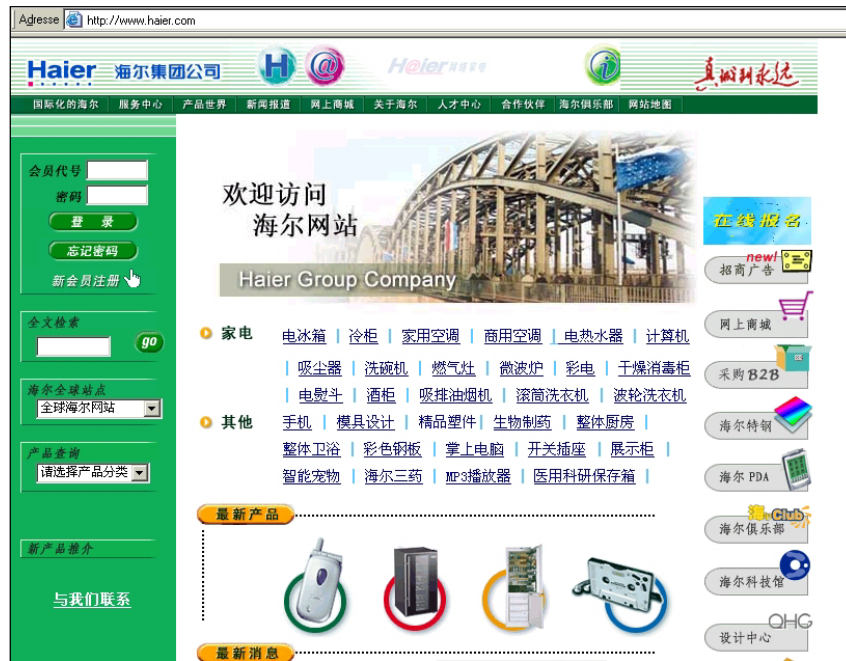 Adresse http://www.haier.com
Haier 海尔集团公司
H @ H@ier 网络家电 i 真诚到永远
国际化的海尔 服务中心 产品世界 新闻报道 网上商城 关于海尔 人才中心 合作伙伴 海尔俱乐部 网站地图
会员代号
密码
登 录
忘记密码
新会员注册
全文检索
go
海尔全球站点
全球海尔网站
产品查询
请选择产品分类
新产品推介
与我们联系
欢迎访问
海尔网站
Haier Group Company
家电 电冰箱 | 冷柜 | 家用空调 | 商用空调 | 电热水器 | 计算机
| 吸尘器 | 洗碗机 | 燃气灶 | 微波炉 | 彩电 | 干燥消毒柜
| 电熨斗 | 酒柜 | 吸排油烟机 | 滚筒洗衣机 | 波轮洗衣机
其他 手机 | 模具设计 | 精品塑件 | 生物制药 | 整体厨房 |
整体卫浴 | 彩色钢板 | 掌上电脑 | 开关插座 | 展示柜 |
智能宠物 | 海尔三药 | MP3播放器 | 医用科研保存箱 |
最新产品
最新消息
在线报名
new!
招商广告
网上商城
采购B2B
海尔特钢
海尔 PDA
海尔Club
海尔俱乐部
海尔科技馆
QHG
设计中心